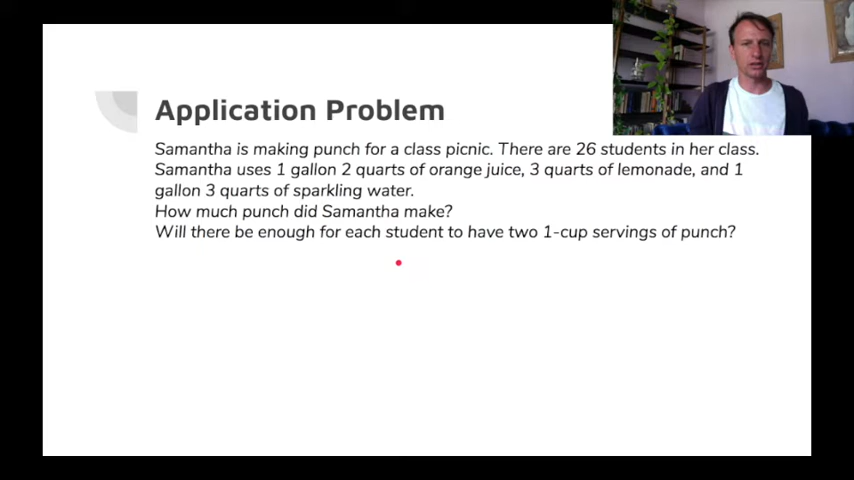 Application Problem
Samantha is making punch for a class picnic. There are 26 students in her class.
Samantha uses 1 gallon 2 quarts of orange juice, 3 quarts of lemonade, and 1
gallon 3 quarts of sparkling water.
How much punch did Samantha make?
Will there be enough for each student to have two 1-cup servings of punch?